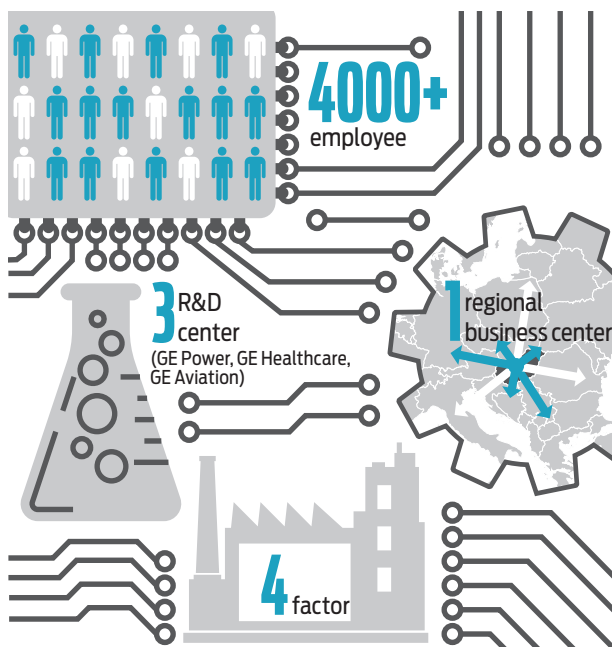 4000+
employee
3 R&D
center
(GE Power, GE Healthcare,
GE Aviation)
1 regional
business center
4 factor